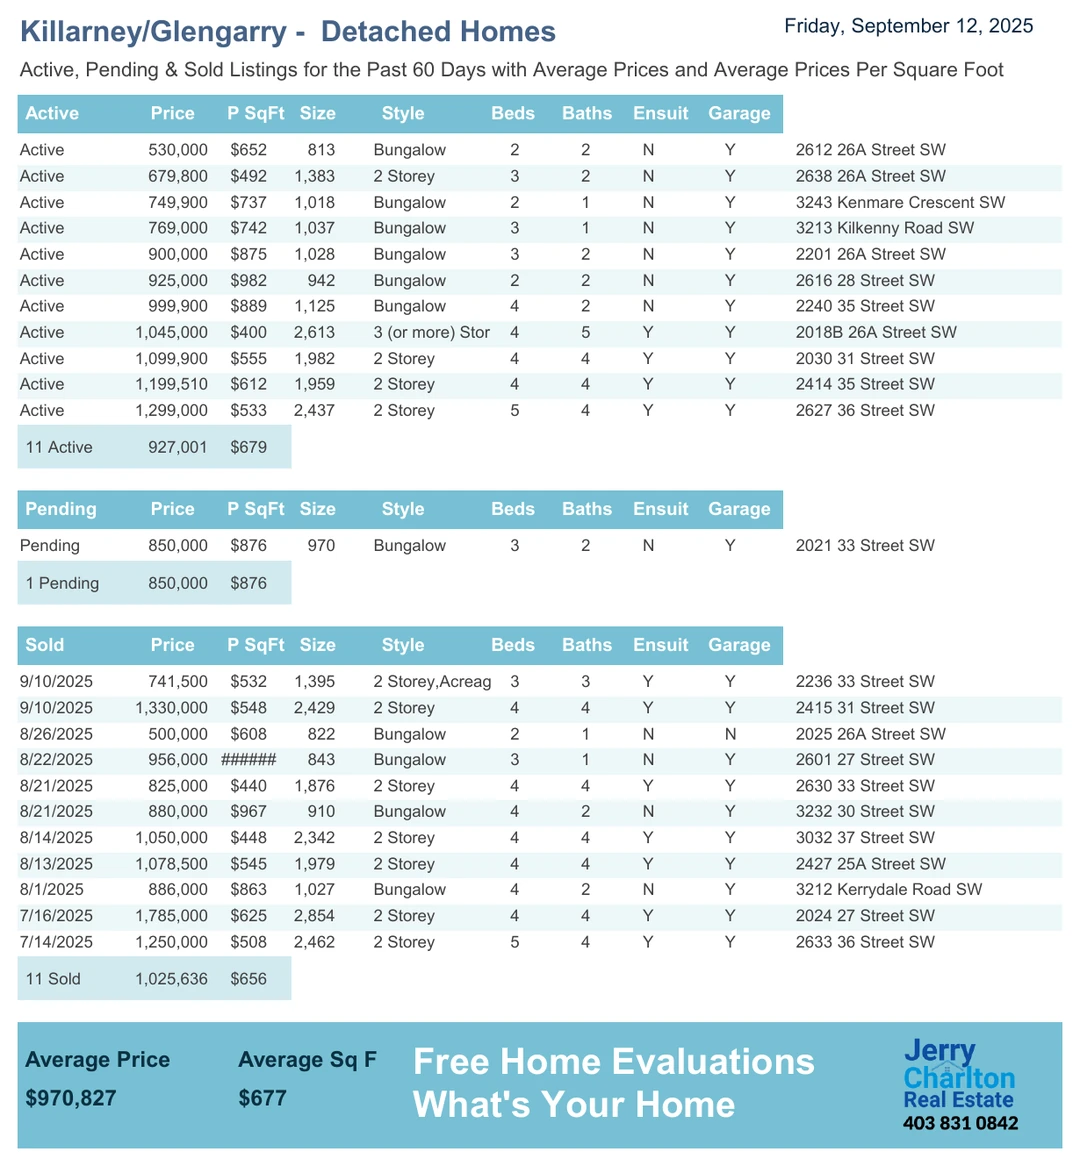 Killarney/Glengarry -  Detached Homes
Friday, September 12, 2025
Active, Pending & Sold Listings for the Past 60 Days with Average Prices and Average Prices Per Square Foot
Active Price P SqFt Size Style Beds Baths Ensuit Garage
Active 530,000 $652 813 Bungalow 2 2 N Y 2612 26A Street SW
Active 679,800 $492 1,383 2 Storey 3 2 N Y 2638 26A Street SW
Active 749,900 $737 1,018 Bungalow 2 1 N Y 3243 Kenmare Crescent SW
Active 769,000 $742 1,037 Bungalow 3 1 N Y 3213 Kilkenny Road SW
Active 900,000 $875 1,028 Bungalow 3 2 N Y 2201 26A Street SW
Active 925,000 $982 942 Bungalow 2 2 N Y 2616 28 Street SW
Active 999,900 $889 1,125 Bungalow 4 2 N Y 2240 35 Street SW
Active 1,045,000 $400 2,613 3 (or more) Stor 4 5 Y Y 2018B 26A Street SW
Active 1,099,900 $555 1,982 2 Storey 4 4 Y Y 2030 31 Street SW
Active 1,199,510 $612 1,959 2 Storey 4 4 Y Y 2414 35 Street SW
Active 1,299,000 $533 2,437 2 Storey 5 4 Y Y 2627 36 Street SW
11 Active 927,001 $679
Pending Price P SqFt Size Style Beds Baths Ensuit Garage
Pending 850,000 $876 970 Bungalow 3 2 N Y 2021 33 Street SW
1 Pending 850,000 $876
Sold Price P SqFt Size Style Beds Baths Ensuit Garage
9/10/2025 741,500 $532 1,395 2 Storey,Acreag 3 3 Y Y 2236 33 Street SW
9/10/2025 1,330,000 $548 2,429 2 Storey 4 4 Y Y 2415 31 Street SW
8/26/2025 500,000 $608 822 Bungalow 2 1 N N 2025 26A Street SW
8/22/2025 956,000 ###### 843 Bungalow 3 1 N Y 2601 27 Street SW
8/21/2025 825,000 $440 1,876 2 Storey 4 4 Y Y 2630 33 Street SW
8/21/2025 880,000 $967 910 Bungalow 4 2 N Y 3232 30 Street SW
8/14/2025 1,050,000 $448 2,342 2 Storey 4 4 Y Y 3032 37 Street SW
8/13/2025 1,078,500 $545 1,979 2 Storey 4 4 Y Y 2427 25A Street SW
8/1/2025 886,000 $863 1,027 Bungalow 4 2 N Y 3212 Kerrydale Road SW
7/16/2025 1,785,000 $625 2,854 2 Storey 4 4 Y Y 2024 27 Street SW
7/14/2025 1,250,000 $508 2,462 2 Storey 5 4 Y Y 2633 36 Street SW
11 Sold 1,025,636 $656
Average Price Average Sq F
$970,827 $677
Free Home Evaluations
What's Your Home
Jerry
Charlton
Real Estate
403 831 0842